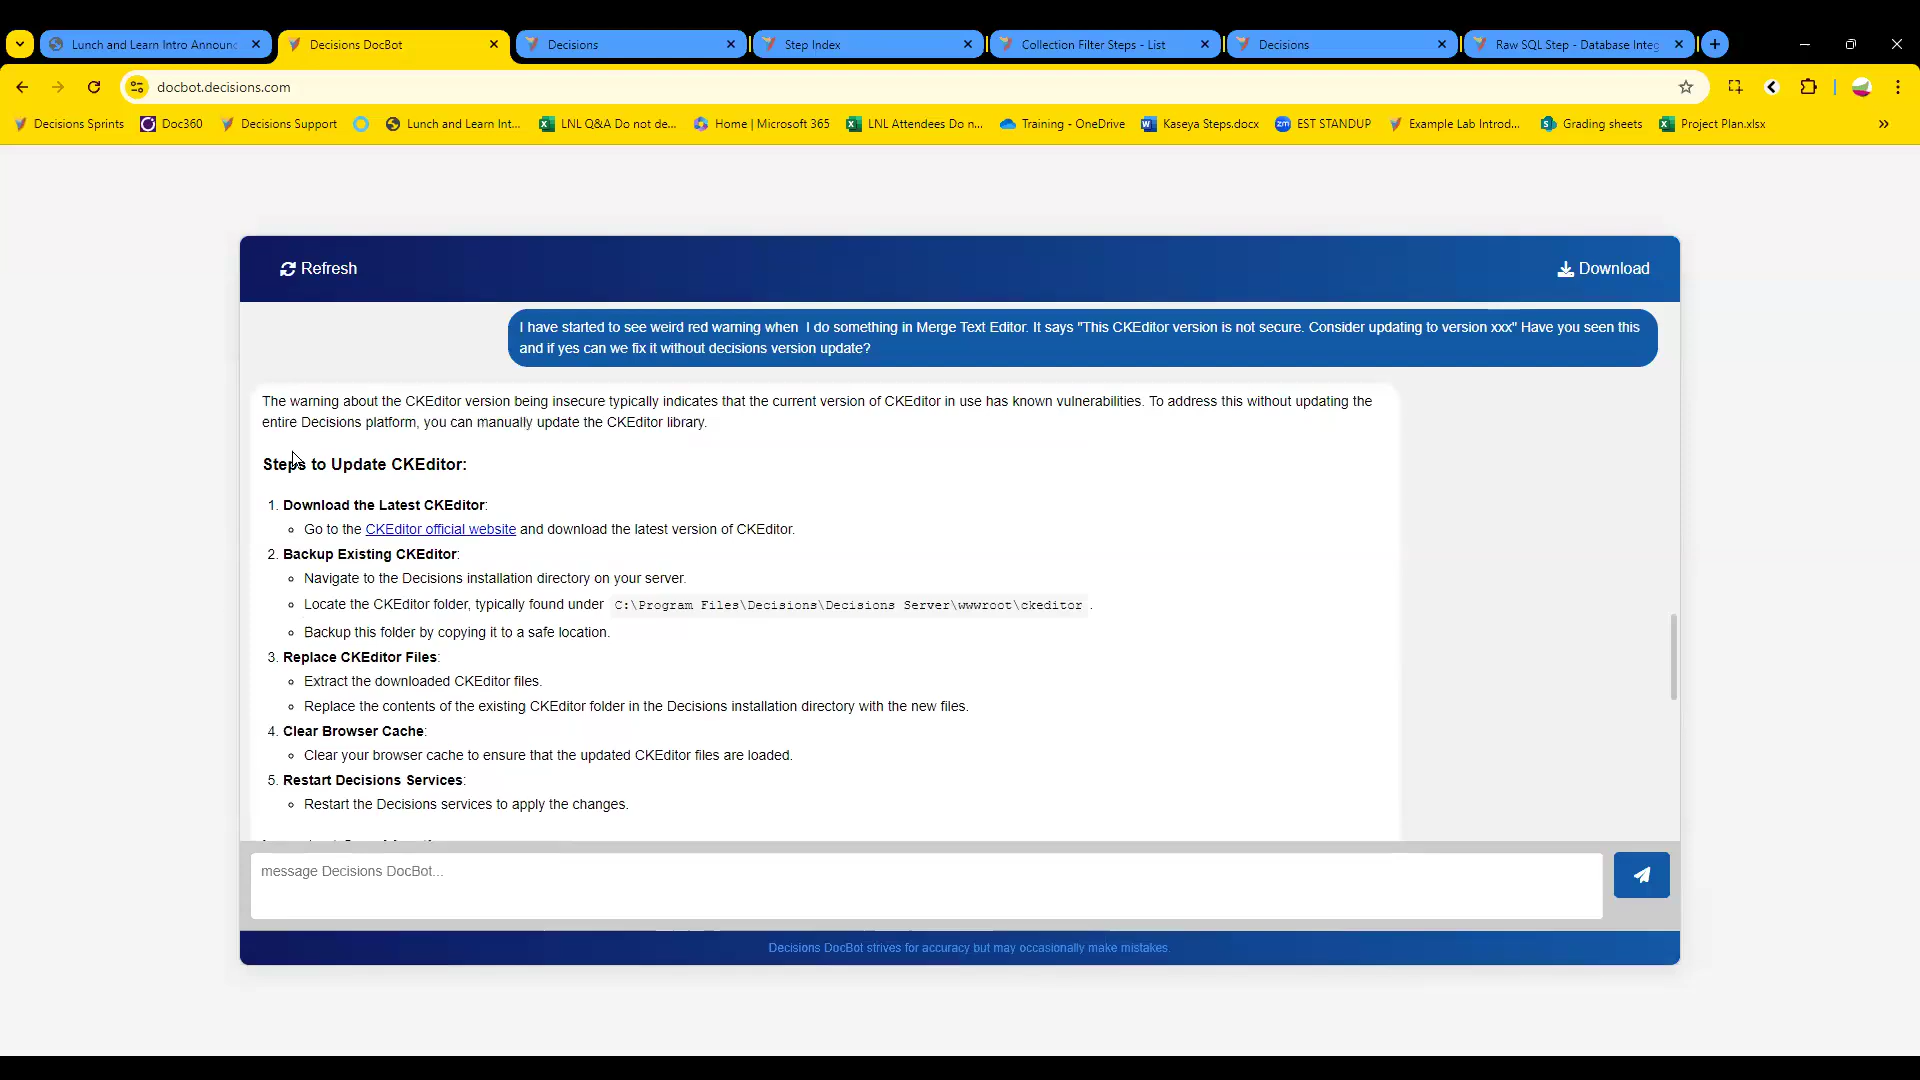 Lunch and Learn Intro Announc
Decisions DocBot
Decisions
Step Index
Collection Filter Steps - List
Decisions
Raw SQL Step - Database Integ
docbot.decisions.com
Decisions Sprints
Doc360
Decisions Support
Lunch and Learn Int...
LNL Q&A Do not de...
Home | Microsoft 365
LNL Attendees Do n...
Training - OneDrive
Kaseya Steps.docx
EST STANDUP
Example Lab Introd...
Grading sheets
Project Plan.xlsx
Refresh
Download
I have started to see weird red warning when I do something in Merge Text Editor. It says "This CKEditor version is not secure. Consider updating to version xxx" Have you seen this
and if yes can we fix it without decisions version update?
The warning about the CKEditor version being insecure typically indicates that the current version of CKEditor in use has known vulnerabilities. To address this without updating the
entire Decisions platform, you can manually update the CKEditor library.
Steps to Update CKEditor:
1. Download the Latest CKEditor:
Go to the CKEditor official website and download the latest version of CKEditor.
2. Backup Existing CKEditor:
Navigate to the Decisions installation directory on your server.
Locate the CKEditor folder, typically found under C:\Program Files\Decisions\Decisions Server\wwwroot\ckeditor .
Backup this folder by copying it to a safe location.
3. Replace CKEditor Files:
Extract the downloaded CKEditor files.
Replace the contents of the existing CKEditor folder in the Decisions installation directory with the new files.
4. Clear Browser Cache:
Clear your browser cache to ensure that the updated CKEditor files are loaded.
5. Restart Decisions Services:
Restart the Decisions services to apply the changes.
message Decisions DocBot...
Decisions DocBot strives for accuracy but may occasionally make mistakes.